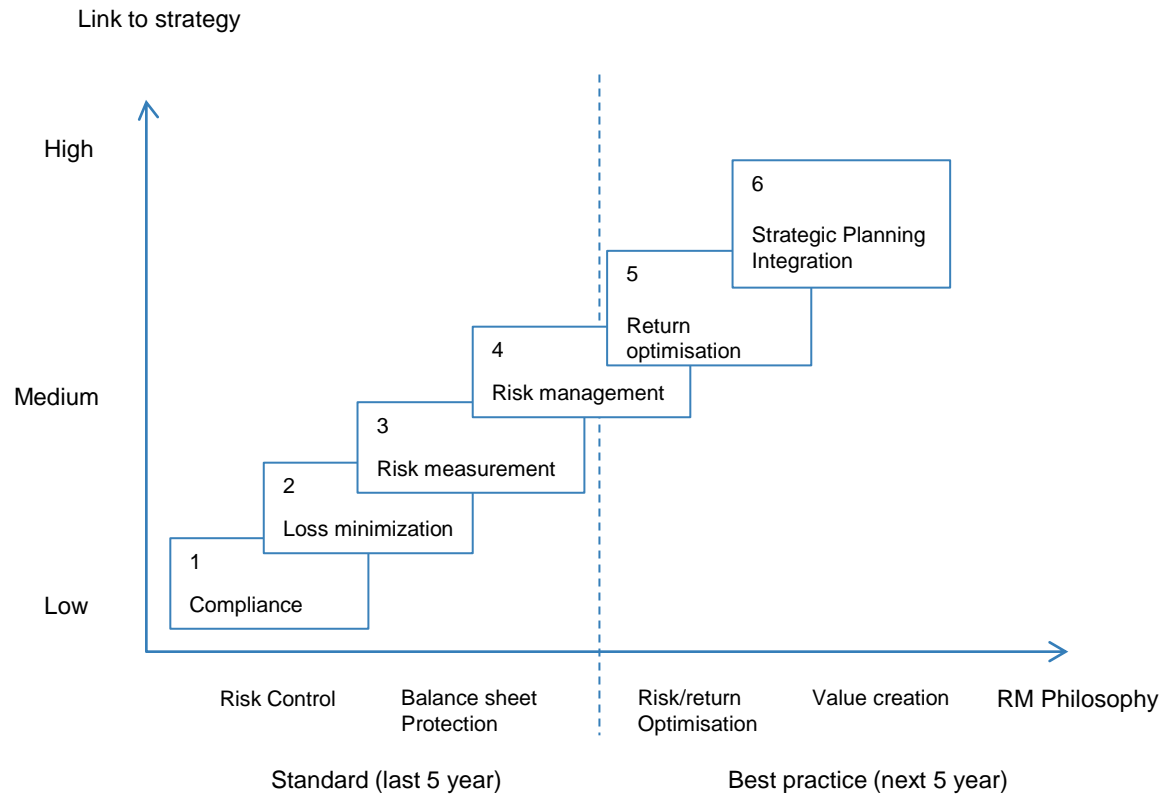 Link to strategy
High
6
Strategic Planning
Integration
5
Return
optimisation
4
Risk management
Medium
3
Risk measurement
2
Loss minimization
1
Compliance
Low
Risk Control
Balance sheet
Protection
Risk/return
Optimisation
Value creation
RM Philosophy
Standard (last 5 year)
Best practice (next 5 year)